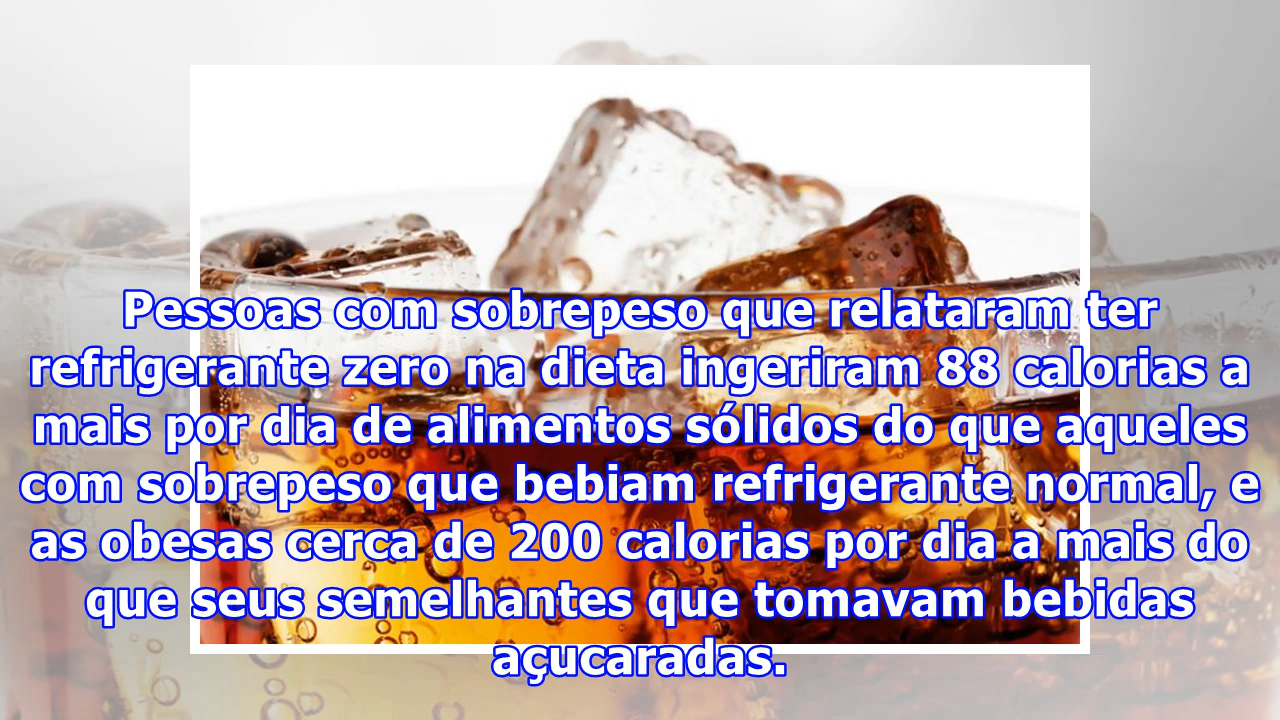 Pessoas com sobrepeso que relataram ter
refrigerante zero na dieta ingeriram 88 calorias a
mais por dia de alimentos sólidos do que aqueles
com sobrepeso que bebiam refrigerante normal, e
as obesas cerca de 200 calorias por dia a mais do
que seus semelhantes que tomavam bebidas
açucaradas.